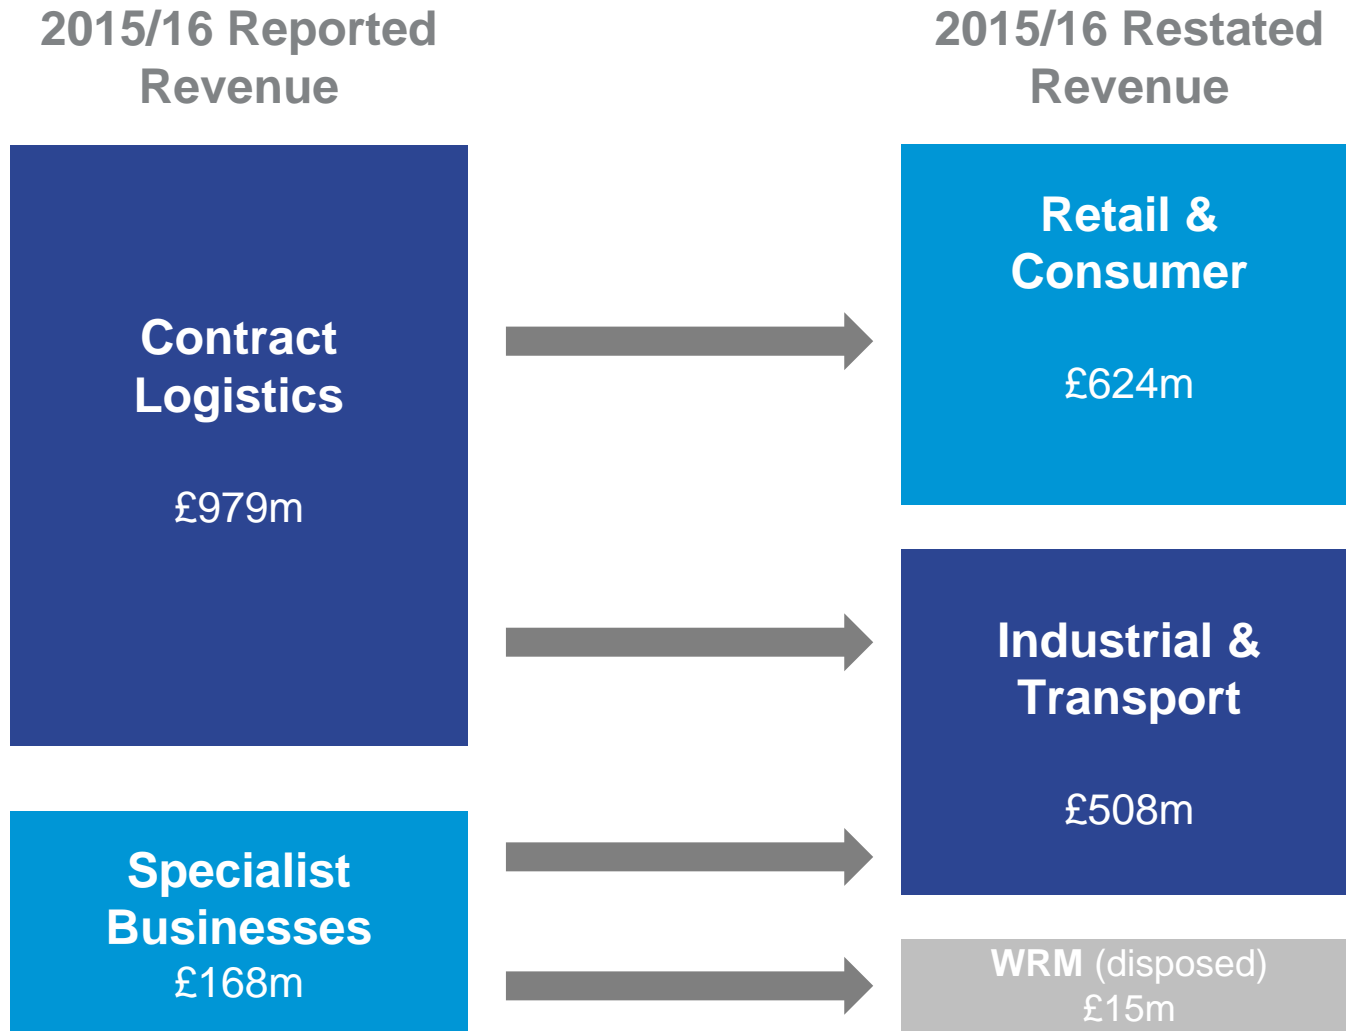 2015/16 Reported
Revenue
Contract
Logistics
£979m
Specialist
Businesses
£168m
2015/16 Restated
Revenue
Retail &
Consumer
£624m
Industrial &
Transport
£508m
WRM (disposed)
£15m